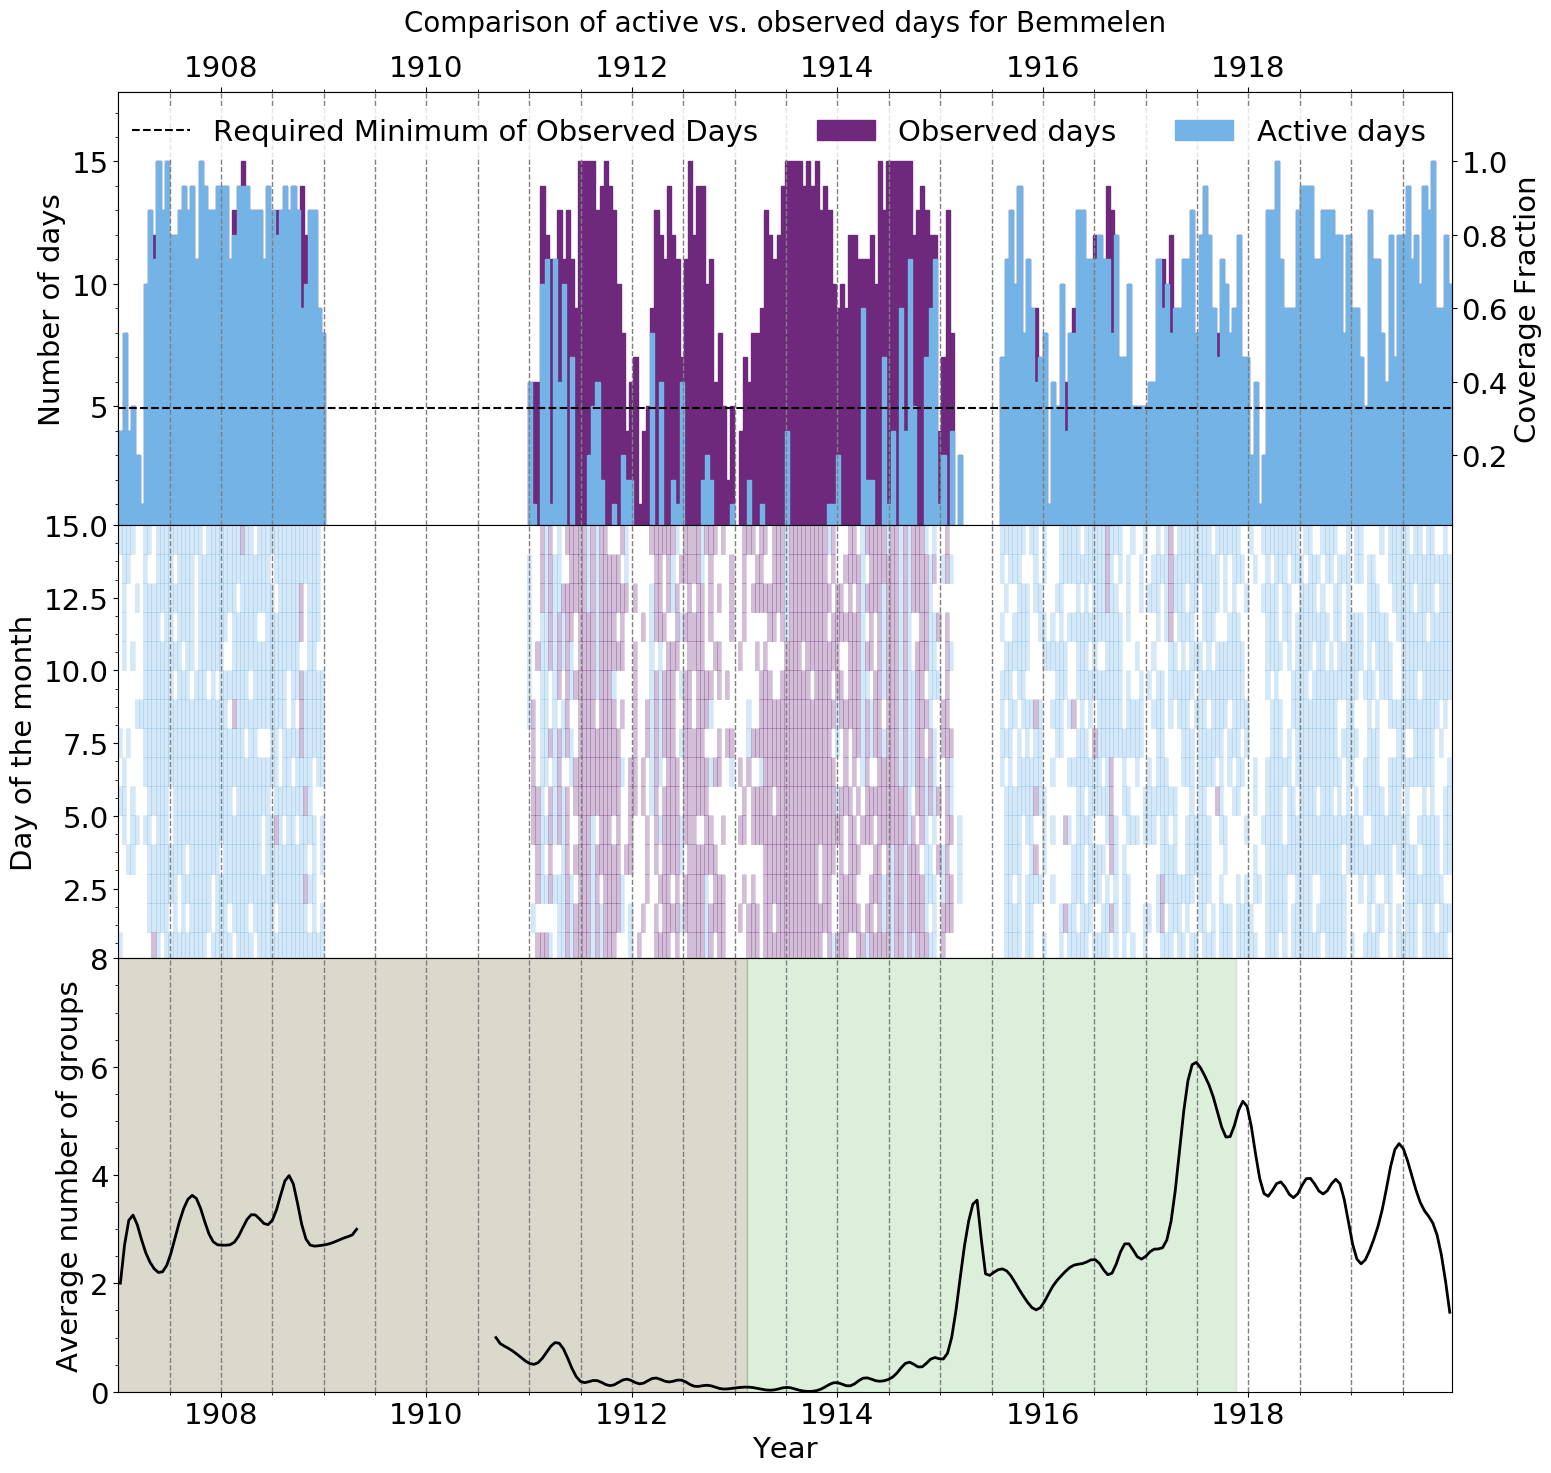 Comparison of active vs. observed days for Bemmelen
1908 1910 1912 1914 1916 1918
Required Minimum of Observed Days Observed days Active days
Number of days
15
10
5
Coverage Fraction
1.0
0.8
0.6
0.4
0.2
Day of the month
15.0
12.5
10.0
7.5
5.0
2.5
Average number of groups
8
6
4
2
0
1908 1910 1912 1914 1916 1918
Year